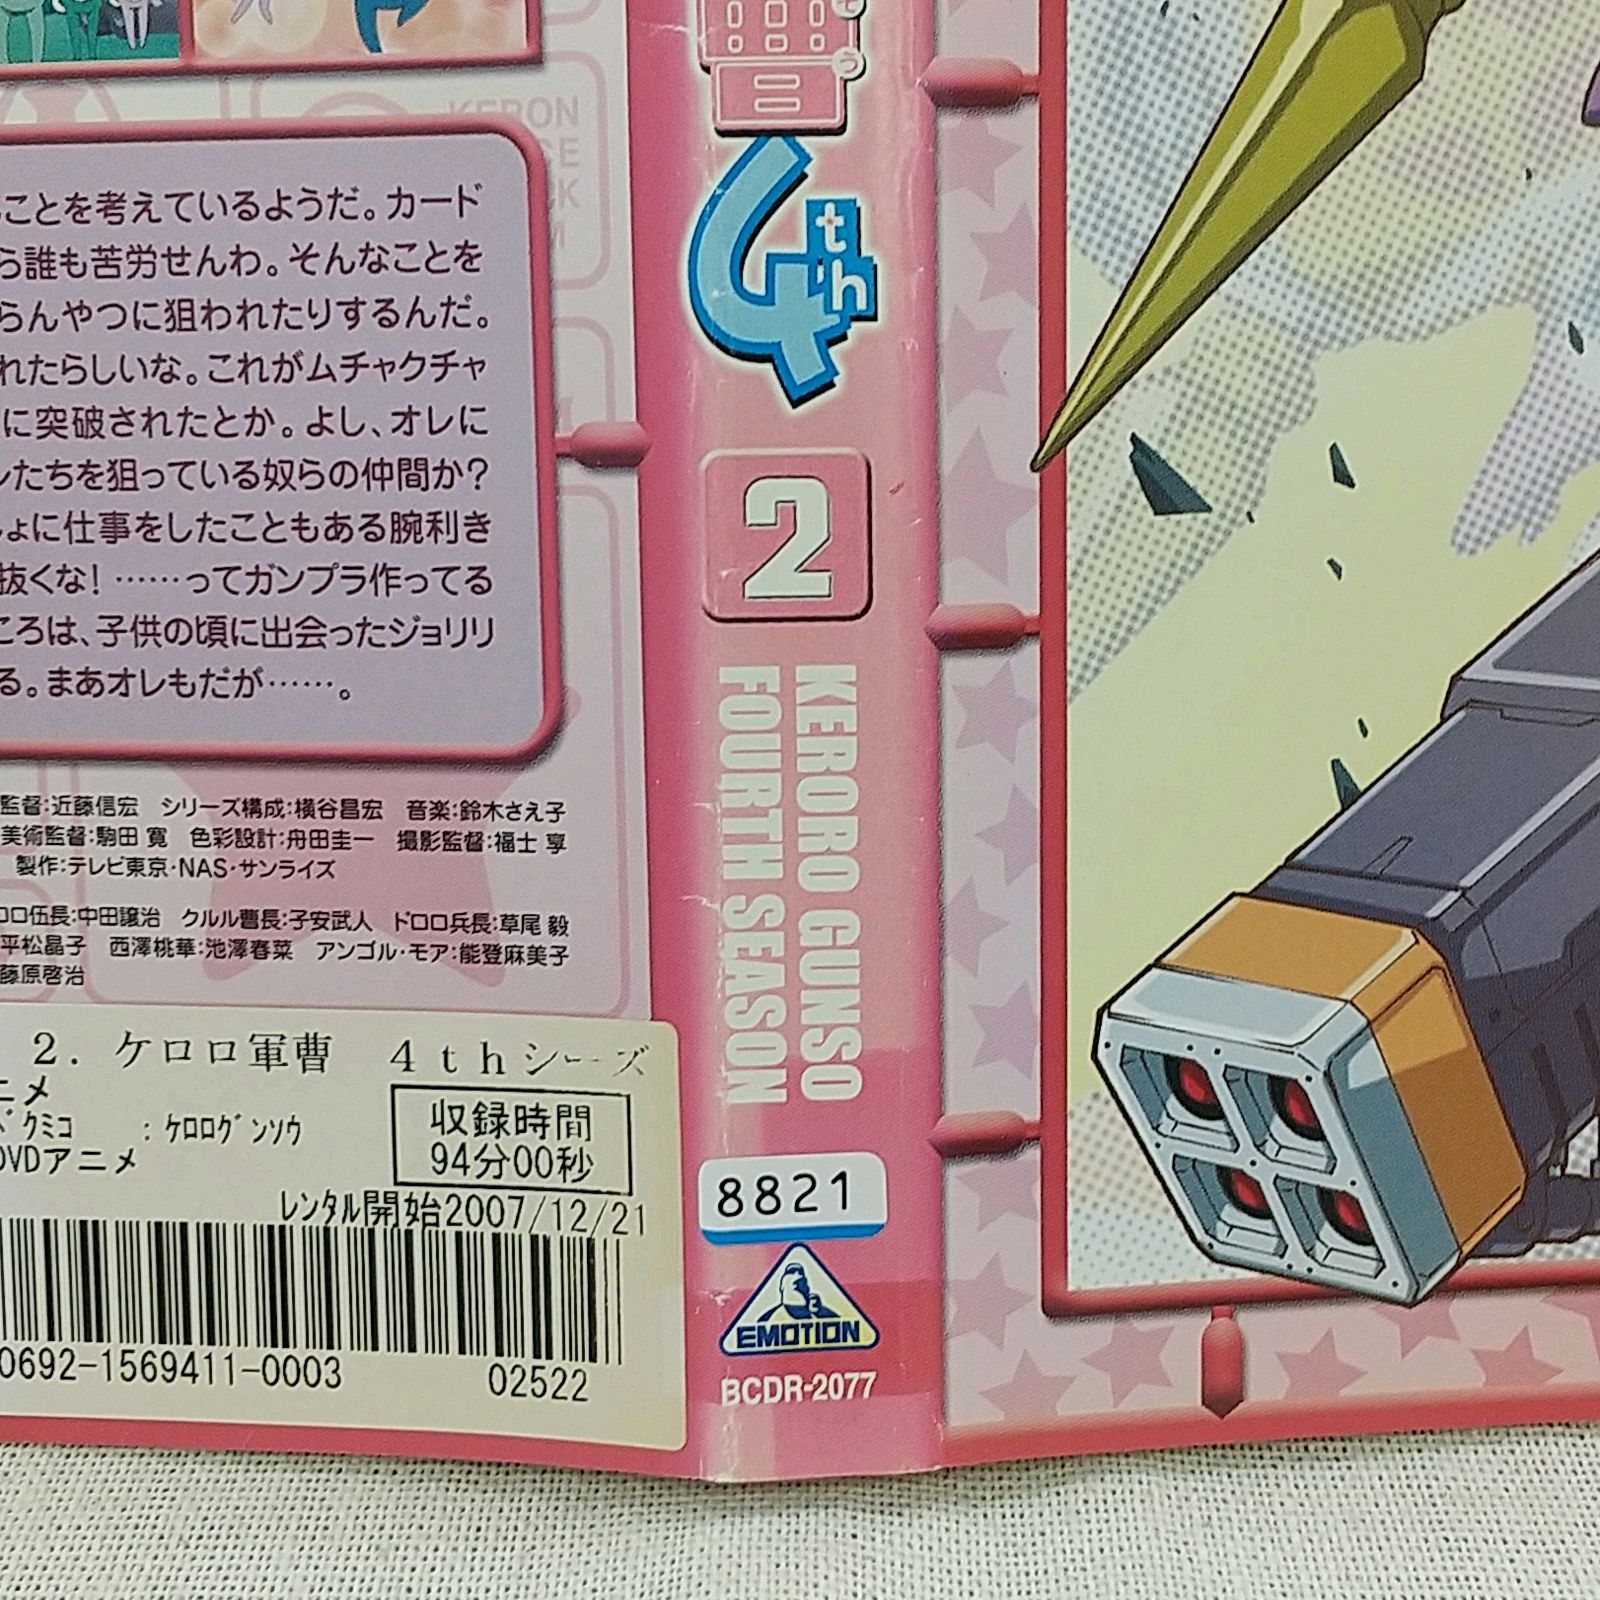 KERON
ことを考えているようだ。カード
ら誰も苦労せんわ。そんなことを
らんやつに狙われたりするんだ。
れたらしいな。これがムチャクチャ
に突破されたとか。よし、オレに
たちを狙っている奴らの仲間か?
ょに仕事をしたこともある腕利き
抜くな! ……ってガンプラ作ってる
ころは、子供の頃に出会ったジョリリ
る。まあオレもだが……。
監督:近藤信宏 シリーズ構成:横谷昌宏 音楽:鈴木さえ子
美術監督:駒田 寛 色彩設計:舟田圭一 撮影監督:福士 享
製作:テレビ東京・NAS・サンライズ
ロロ伍長:中田譲治 クルル曹長:子安武人 ドロロ兵長:草尾 毅
平松晶子 西澤桃華:池澤春菜 アンゴル・モア:能登麻美子
藤原啓治
2. ケロロ軍曹 4thシーズ
ニメ
クミコ :ケロログンソウ
DVDアニメ
収録時間
94分00秒
レンタル開始2007/12/21
0692-1569411-0003 02522
そう
4th
2
KERORO GUNSO
FOURTH SEASON
8821
EMOTION
BCDR-2077